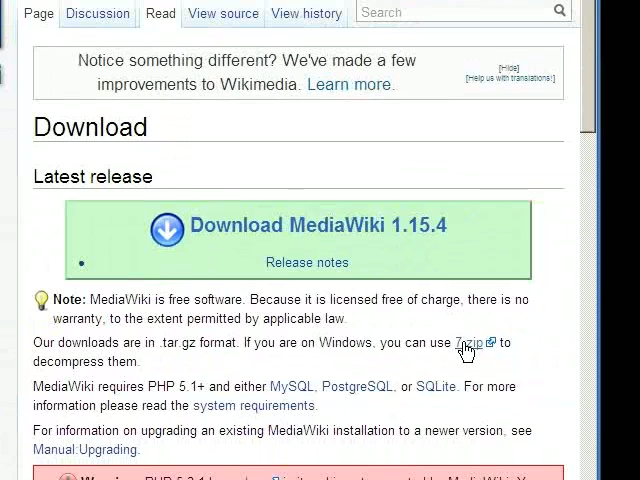 Page Discussion Read View source View history Search
Notice something different? We've made a few
improvements to Wikimedia. Learn more.
[Hide]
[Help us with translations!]
Download
Latest release
Download MediaWiki 1.15.4
Release notes
Note: MediaWiki is free software. Because it is licensed free of charge, there is no
warranty, to the extent permitted by applicable law.
Our downloads are in .tar.gz format. If you are on Windows, you can use 7-zip to
decompress them.
MediaWiki requires PHP 5.1+ and either MySQL, PostgreSQL, or SQLite. For more
information please read the system requirements.
For information on upgrading an existing MediaWiki installation to a newer version, see
Manual:Upgrading.